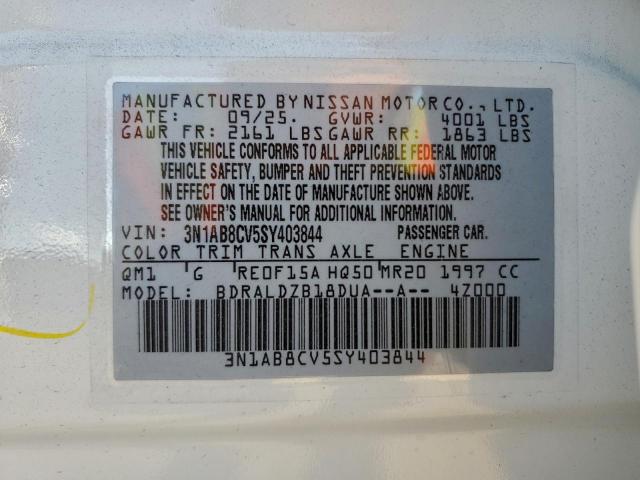 MANUFACTURED BY NISSAN MOTOR CO., LTD.
DATE: 09/25. GVWR: 4001 LBS
GAWR FR: 2161 LBS GAWR RR: 1863 LBS
THIS VEHICLE CONFORMS TO ALL APPLICABLE FEDERAL MOTOR
VEHICLE SAFETY, BUMPER AND THEFT PREVENTION STANDARDS
IN EFFECT ON THE DATE OF MANUFACTURE SHOWN ABOVE.
SEE OWNER'S MANUAL FOR ADDITIONAL INFORMATION.
VIN: 3N1AB8CV5SY403844 PASSENGER CAR.
COLOR TRIM TRANS AXLE ENGINE
QM1 G RE0F15A HQ50 MR20 1997 CC
MODEL: BDRALDZB18DUA--A-- 4Z000
3N1AB8CV5SY403844